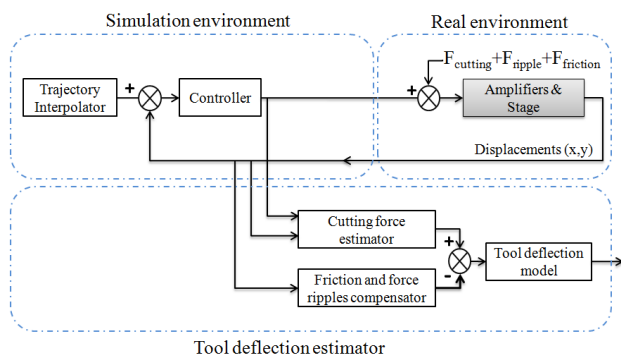 Simulation environment
Real environment
F_cutting+F_ripple+F_friction
Trajectory
Interpolator
+
Controller
+
Amplifiers &
Stage
Displacements (x,y)
Cutting force
estimator
+
Tool deflection
model
-
Friction and force
ripples compensator
Tool deflection estimator